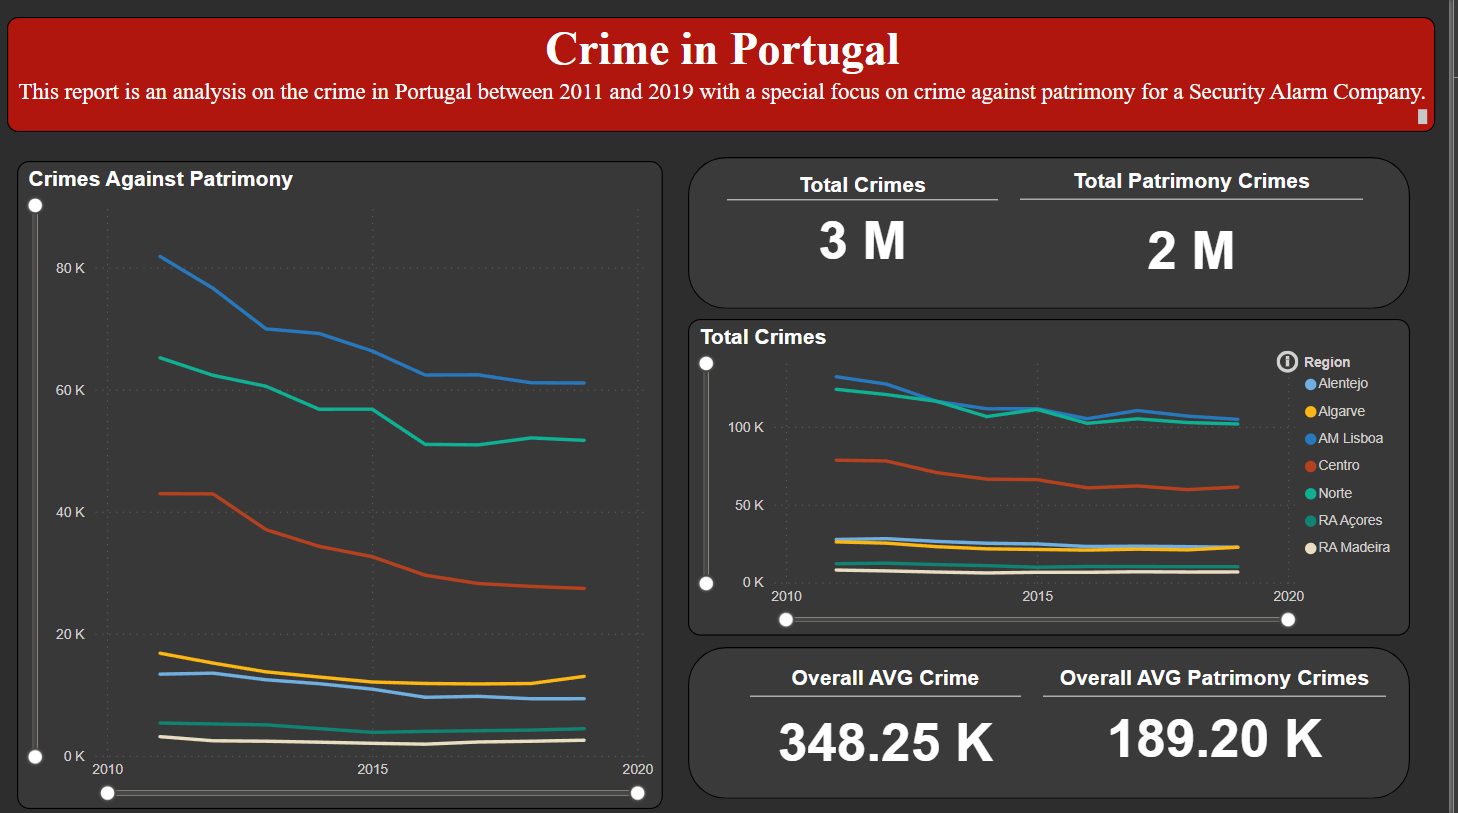 Crime in Portugal
This report is an analysis on the crime in Portugal between 2011 and 2019 with a special focus on crime against patrimony for a Security Alarm Company.
Crimes Against Patrimony
80 K
60 K
40 K
20 K
0 K
2010
2015
2020
Total Crimes
3 M
Total Patrimony Crimes
2 M
Total Crimes
100 K
50 K
0 K
2010
2015
2020
Region
Alentejo
Algarve
AM Lisboa
Centro
Norte
RA Açores
RA Madeira
Overall AVG Crime
348.25 K
Overall AVG Patrimony Crimes
189.20 K